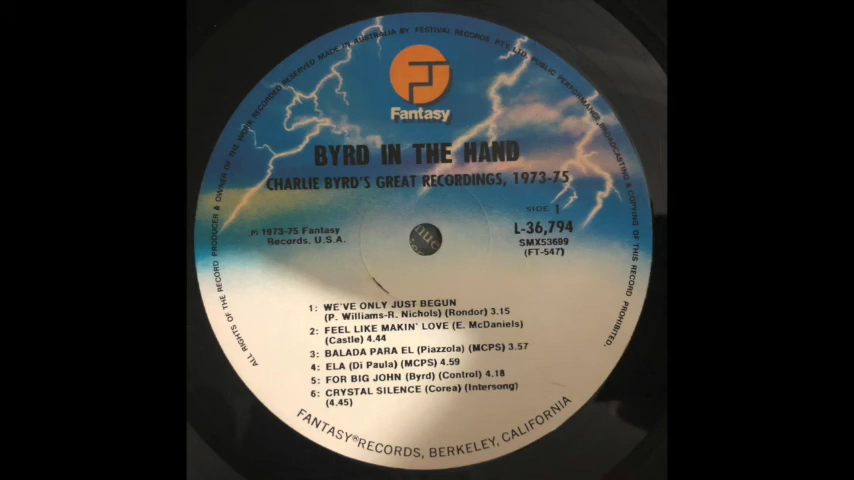 ALL RIGHTS OF THE RECORD PRODUCER & OWNER OF THE WORK RECORDED RESERVED MADE IN AUSTRALIA BY FESTIVAL RECORDS PTY. LTD. PUBLIC PERFORMANCE, BROADCASTING & COPYING OF THIS RECORD PROHIBITED.
Fantasy
BYRD IN THE HAND
CHARLIE BYRD'S GREAT RECORDINGS, 1973-75
SIDE 1
P 1973-75 Fantasy
Records, U.S.A.
L-36,794
SMX53699
(FT-547)
1: WE'VE ONLY JUST BEGUN
(P. Williams-R. Nichols) (Rondor) 3.15
2: FEEL LIKE MAKIN' LOVE (E. McDaniels)
(Castle) 4.44
3: BALADA PARA EL (Piazzola) (MCPS) 3.57
4: ELA (Di Paula) (MCPS) 4.59
5: FOR BIG JOHN (Byrd) (Control) 4.18
6: CRYSTAL SILENCE (Corea) (Intersong)
(4.45)
FANTASY® RECORDS, BERKELEY, CALIFORNIA